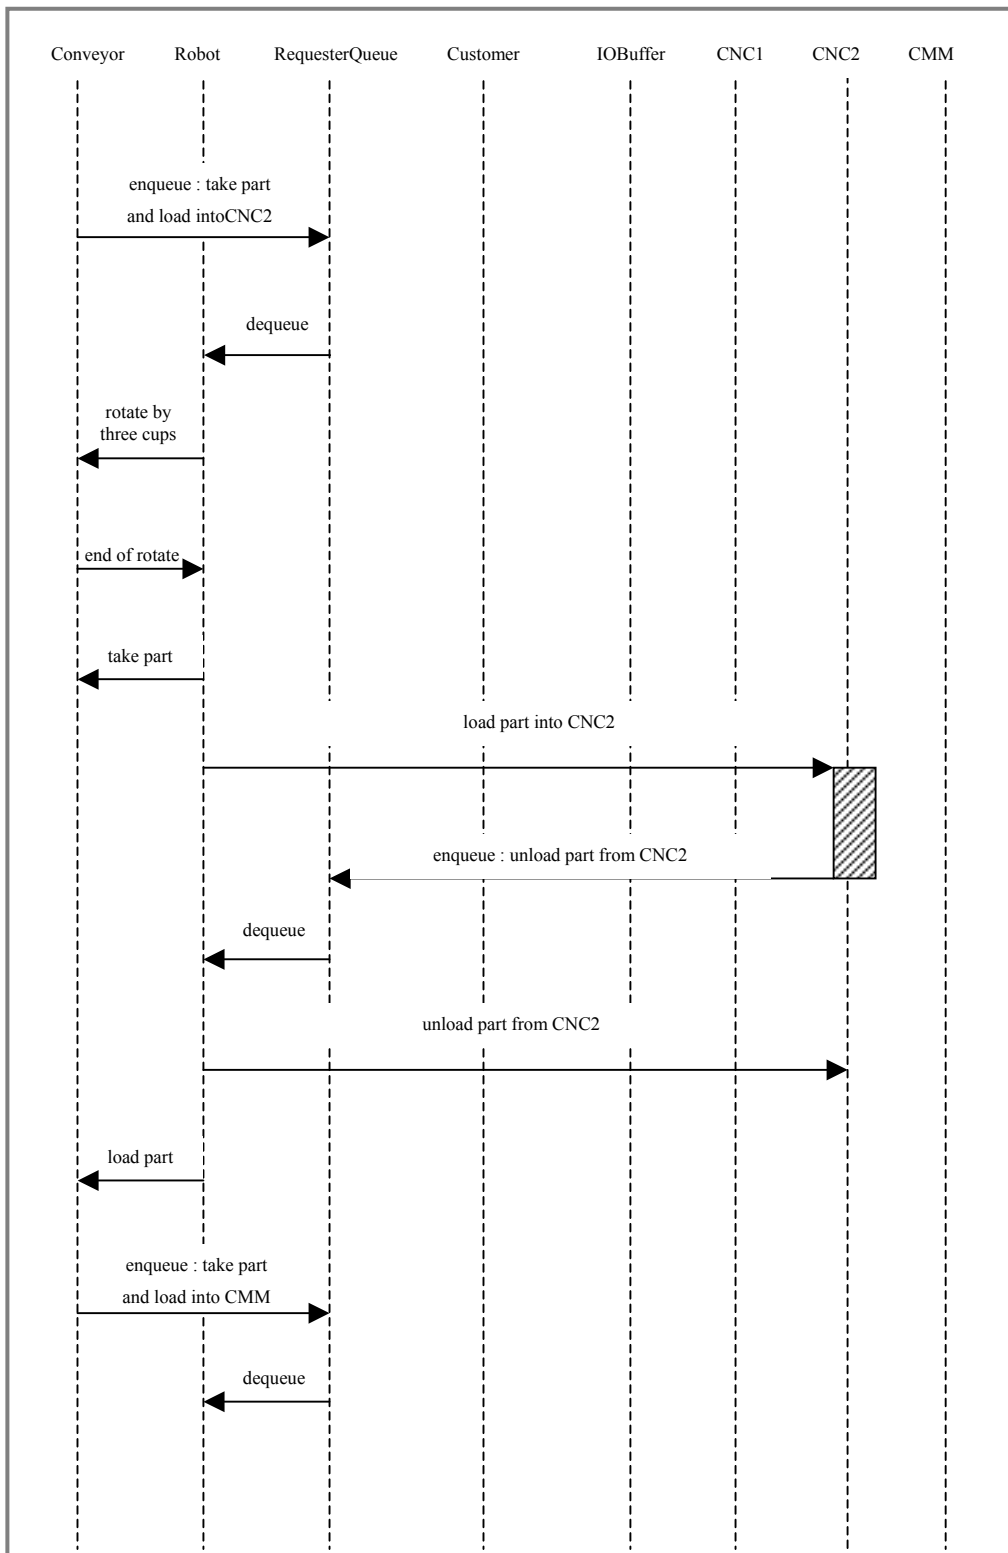 Conveyor Robot RequesterQueue Customer IOBuffer CNC1 CNC2 CMM
enqueue : take part
and load intoCNC2
dequeue
rotate by
three cups
end of rotate
take part
load part into CNC2
enqueue : unload part from CNC2
dequeue
unload part from CNC2
load part
enqueue : take part
and load into CMM
dequeue